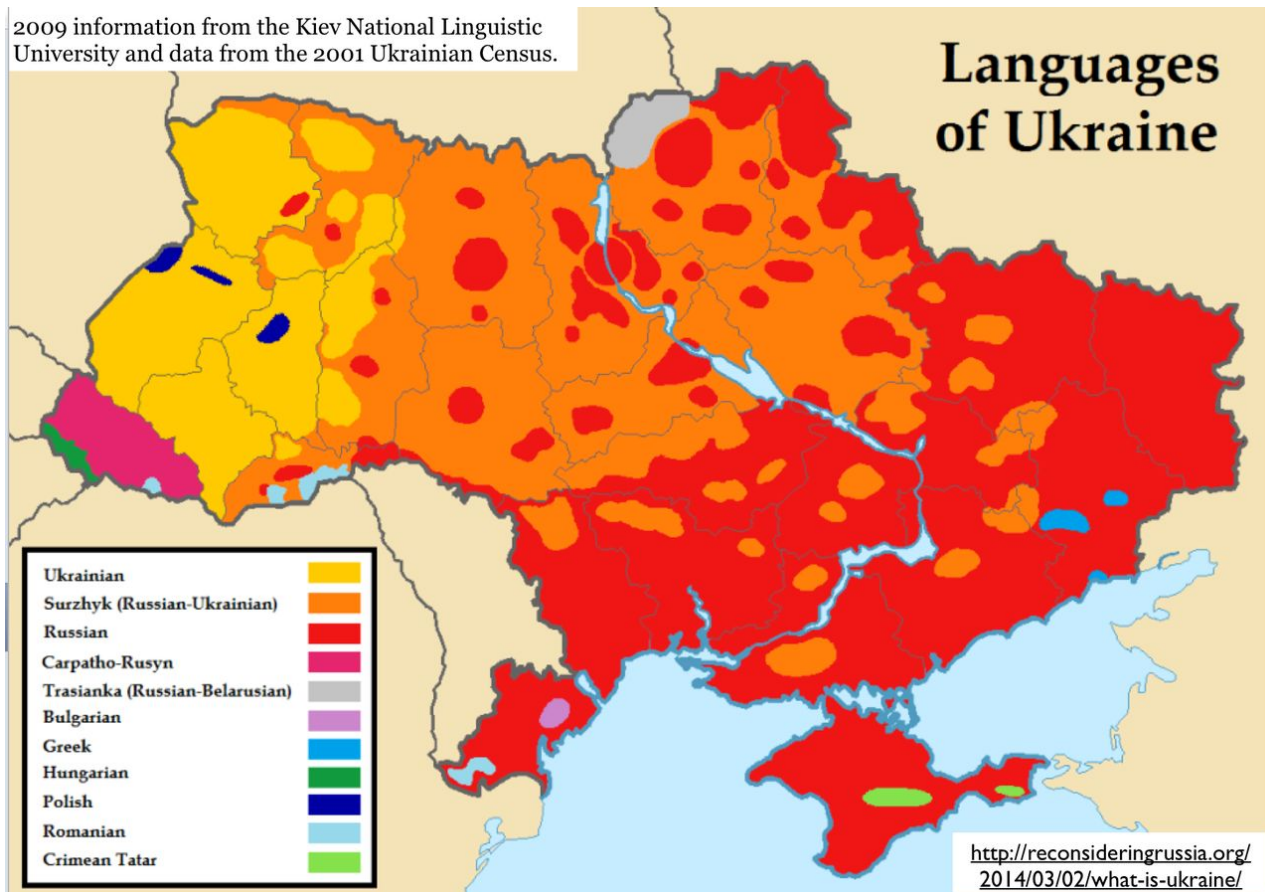 2009 information from the Kiev National Linguistic
University and data from the 2001 Ukrainian Census.
Languages
of Ukraine
Ukrainian
Surzhyk (Russian-Ukrainian)
Russian
Carpatho-Rusyn
Trasianka (Russian-Belarusian)
Bulgarian
Greek
Hungarian
Polish
Romanian
Crimean Tatar
http://reconsideringrussia.org/
2014/03/02/what-is-ukraine/